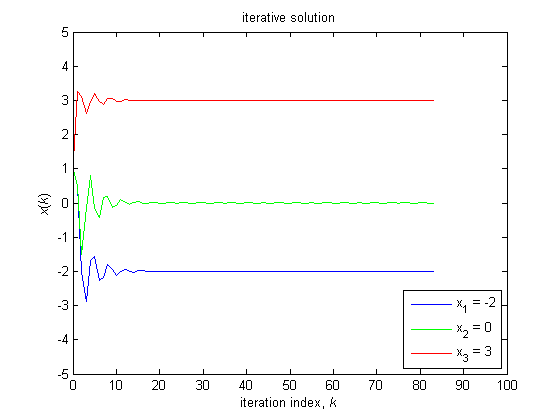 iterative solution
5
4
3
2
1
0
-1
-2
-3
-4
-5
x(k)
0 10 20 30 40 50 60 70 80 90 100
iteration index, k
x1 = -2
x2 = 0
x3 = 3